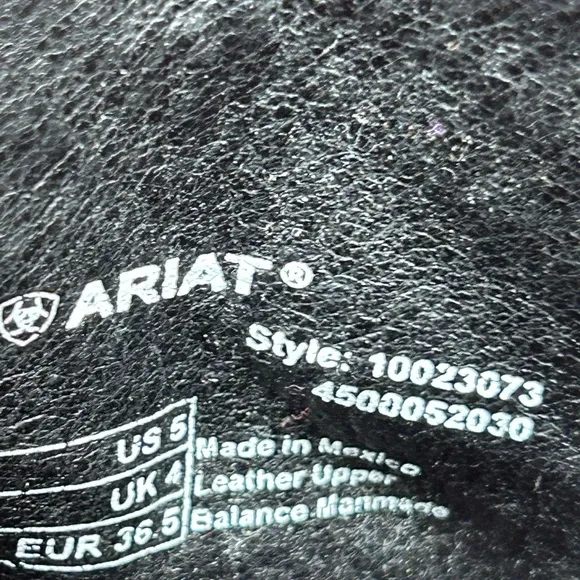 ARIAT®
Style: 10023073
4500052030
US 5
UK 4
EUR 36.5
Made in Mexico
Leather Upper
Balance Manmade